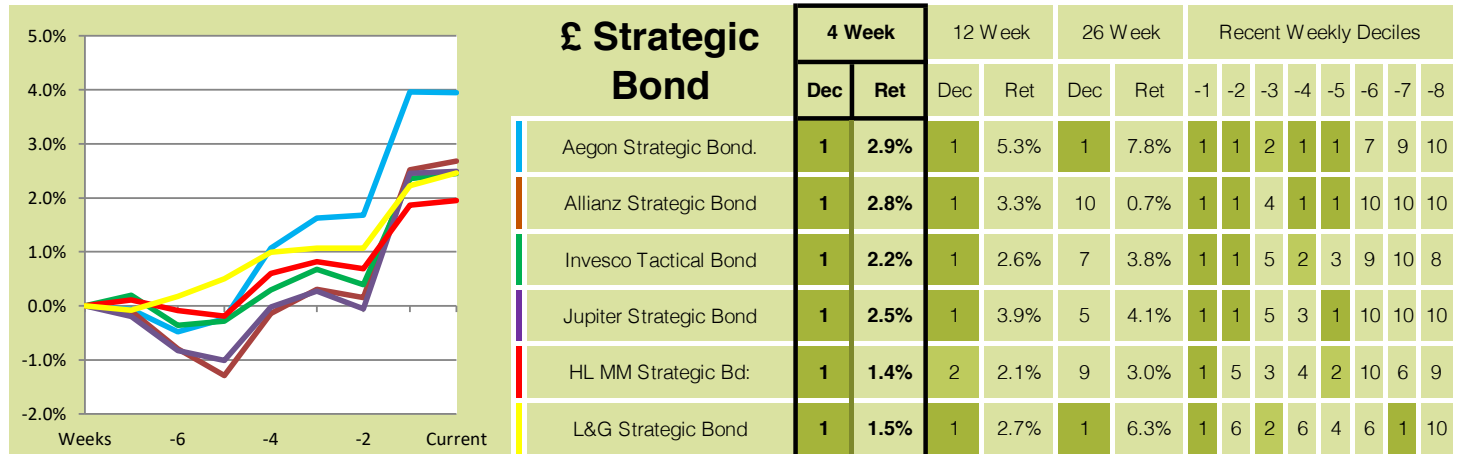 5.0%
4.0%
3.0%
2.0%
1.0%
0.0%
-1.0%
-2.0%
Weeks -6 -4 -2 Current
£ Strategic Bond
4 Week 12 Week 26 Week Recent Weekly Deciles
Dec Ret Dec Ret Dec Ret -1 -2 -3 -4 -5 -6 -7 -8
Aegon Strategic Bond. 1 2.9% 1 5.3% 1 7.8% 1 1 2 1 1 7 9 10
Allianz Strategic Bond 1 2.8% 1 3.3% 10 0.7% 1 1 4 1 1 10 10 10
Invesco Tactical Bond 1 2.2% 1 2.6% 7 3.8% 1 1 5 2 3 9 10 8
Jupiter Strategic Bond 1 2.5% 1 3.9% 5 4.1% 1 1 5 3 1 10 10 10
HL MM Strategic Bd: 1 1.4% 2 2.1% 9 3.0% 1 5 3 4 2 10 6 9
L&G Strategic Bond 1 1.5% 1 2.7% 1 6.3% 1 6 2 6 4 6 1 10